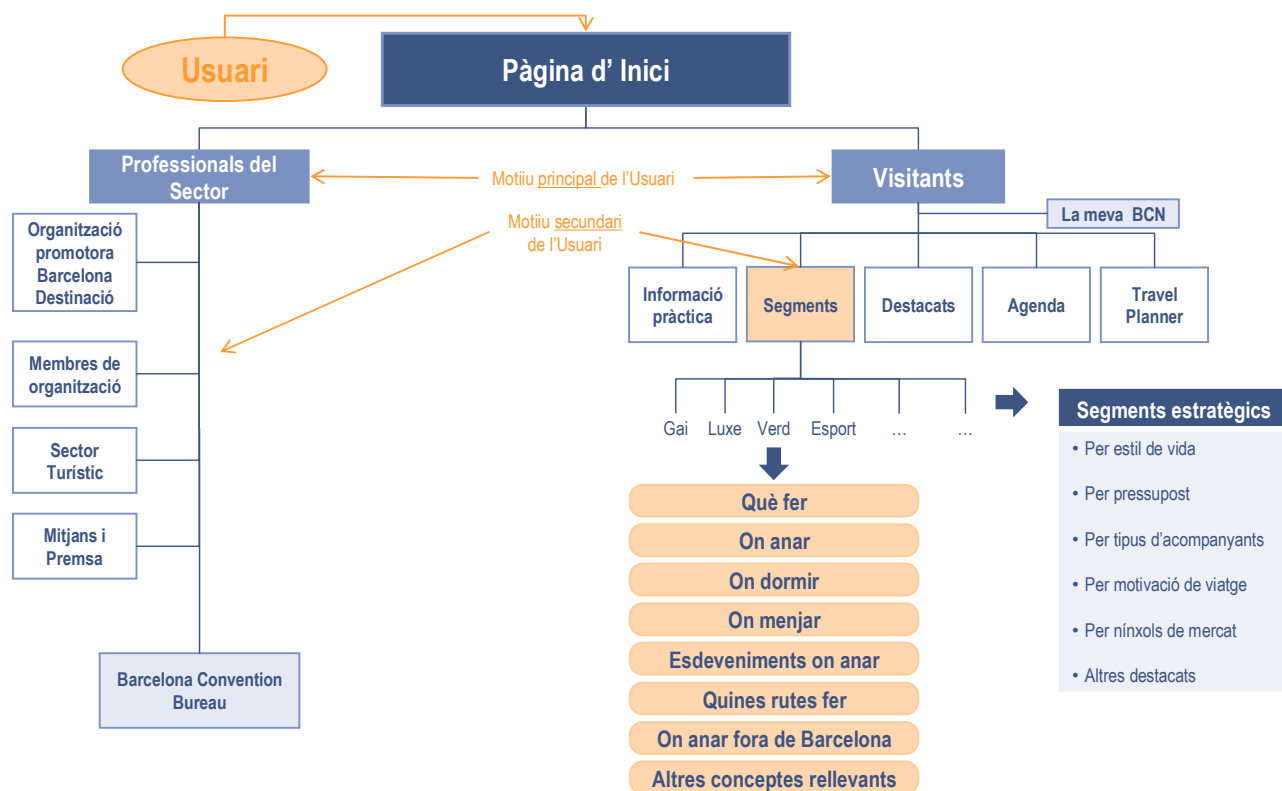 Usuari
Pàgina d’ Inici
Professionals del
Sector
Motiiu principal de l’Usuari
Visitants
Motiiu secundari
de l’Usuari
La meva BCN
Organització
promotora
Barcelona
Destinació
Membres de
organització
Sector
Turístic
Mitjans i
Premsa
Barcelona Convention
Bureau
Informació
pràctica
Segments
Destacats
Agenda
Travel
Planner
Gai Luxe Verd Esport … …
Què fer
On anar
On dormir
On menjar
Esdeveniments on anar
Quines rutes fer
On anar fora de Barcelona
Altres conceptes rellevants
Segments estratègics
• Per estil de vida
• Per pressupost
• Per tipus d’acompanyants
• Per motivació de viatge
• Per nínxols de mercat
• Altres destacats